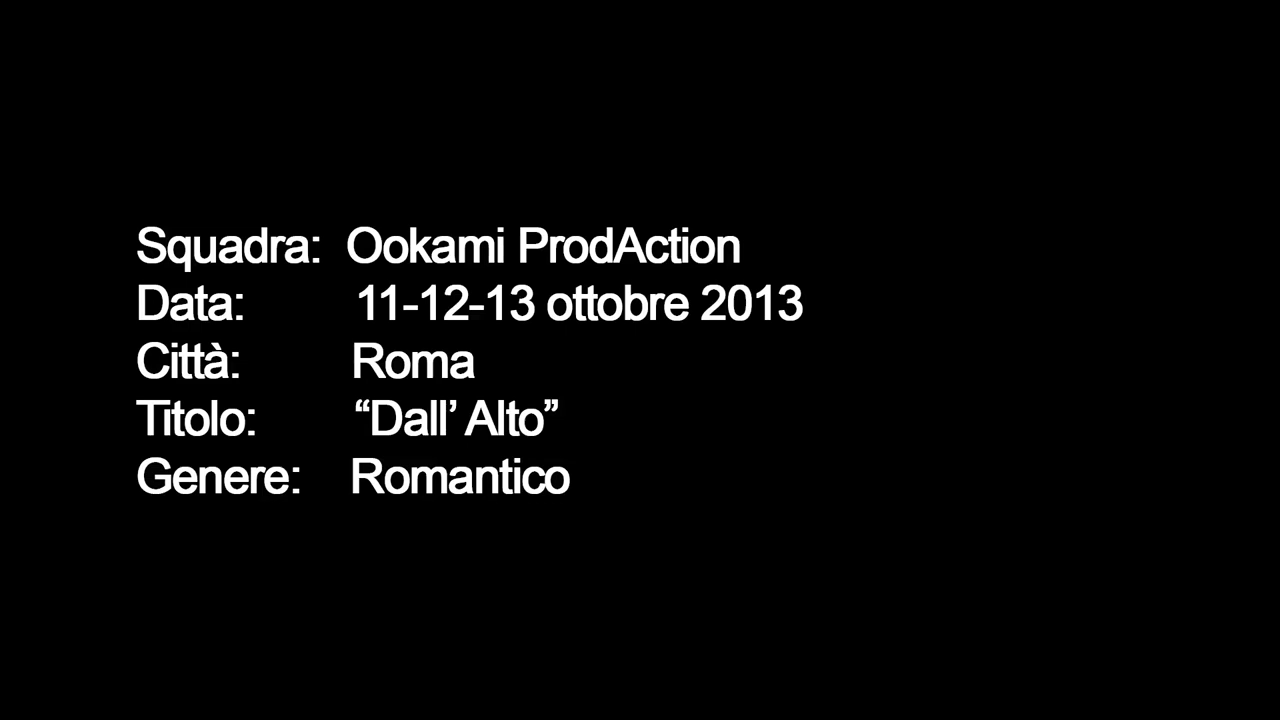 Squadra: Ookami ProdAction
Data: 11-12-13 ottobre 2013
Città: Roma
Titolo: “Dall’ Alto”
Genere: Romantico